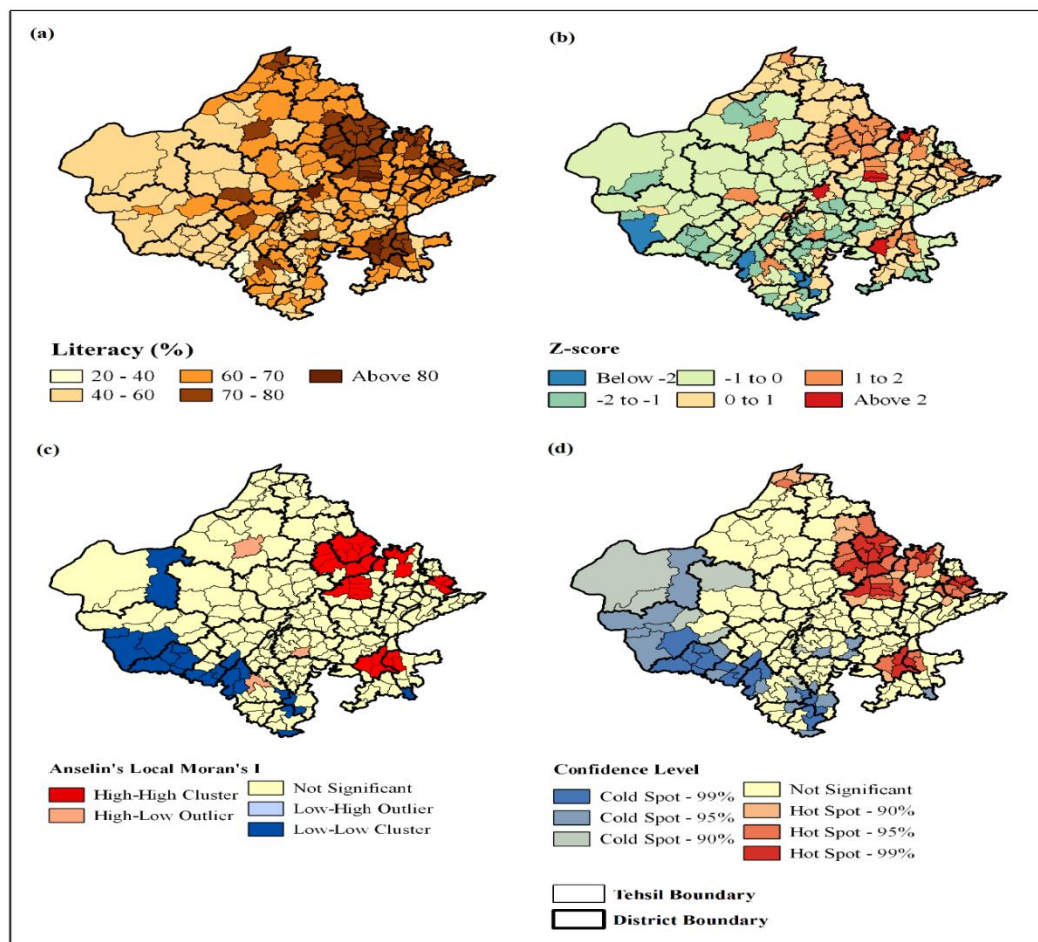 (a)
(b)
Literacy (%)
20 - 40
60 - 70
Above 80
40 - 60
70 - 80
Z-score
Below -2
-1 to 0
1 to 2
-2 to -1
0 to 1
Above 2
(c)
(d)
Anselin's Local Moran's I
High-High Cluster
High-Low Outlier
Not Significant
Low-High Outlier
Low-Low Cluster
Confidence Level
Cold Spot - 99%
Cold Spot - 95%
Cold Spot - 90%
Not Significant
Hot Spot - 90%
Hot Spot - 95%
Hot Spot - 99%
Tehsil Boundary
District Boundary